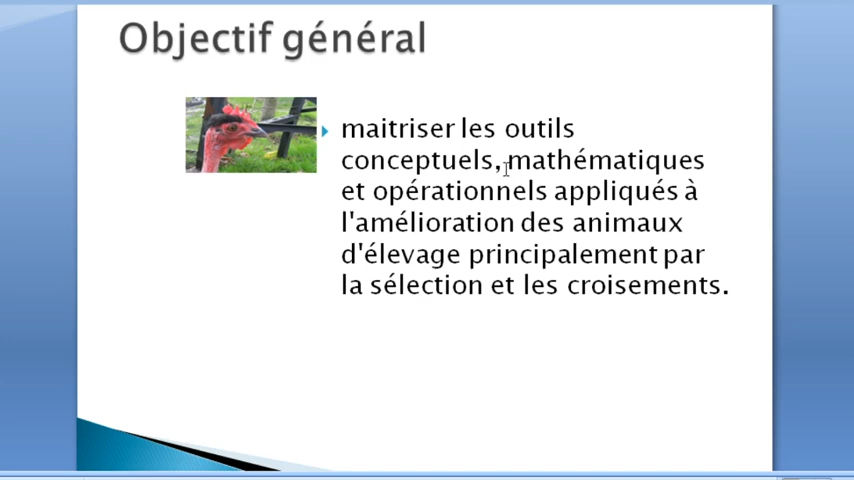 Objectif général
maitriser les outils
conceptuels, mathématiques
et opérationnels appliqués à
l'amélioration des animaux
d'élevage principalement par
la sélection et les croisements.